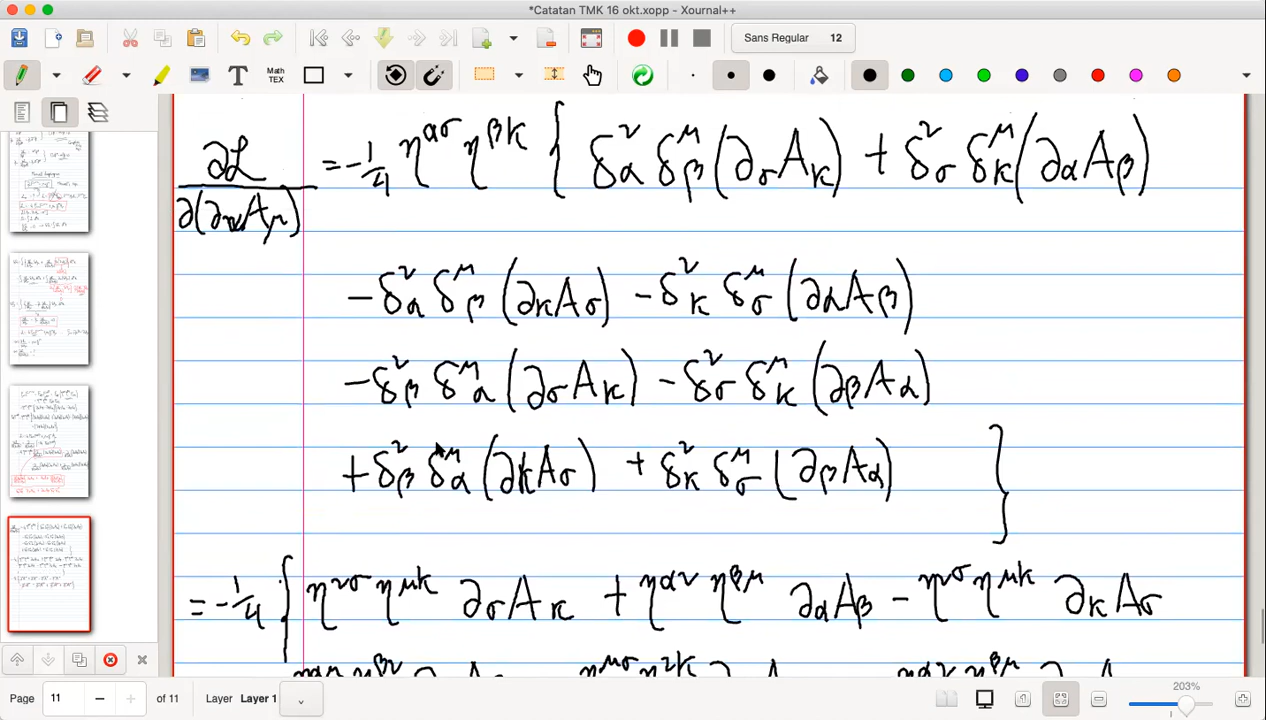 *Catatan TMK 16 okt.xopp - Xournal++
Sans Regular 12
Math TEX
∂ℒ/∂(∂νAμ) = -1/4 η^{ασ} η^{βκ} { δ^ν_α δ^μ_β (∂σAκ) + δ^ν_σ δ^μ_κ (∂αAβ)
- δ^ν_α δ^μ_β (∂κAσ) - δ^ν_κ δ^μ_σ (∂αAβ)
- δ^ν_β δ^μ_α (∂σAκ) - δ^ν_σ δ^μ_κ (∂βAα)
+ δ^ν_β δ^μ_α (∂κAσ) + δ^ν_κ δ^μ_σ (∂βAα) }
= -1/4 { η^{νσ} η^{μκ} ∂σAκ + η^{αν} η^{βμ} ∂αAβ - η^{νσ} η^{μκ} ∂κAσ
Page 11 of 11 Layer Layer 1 203%